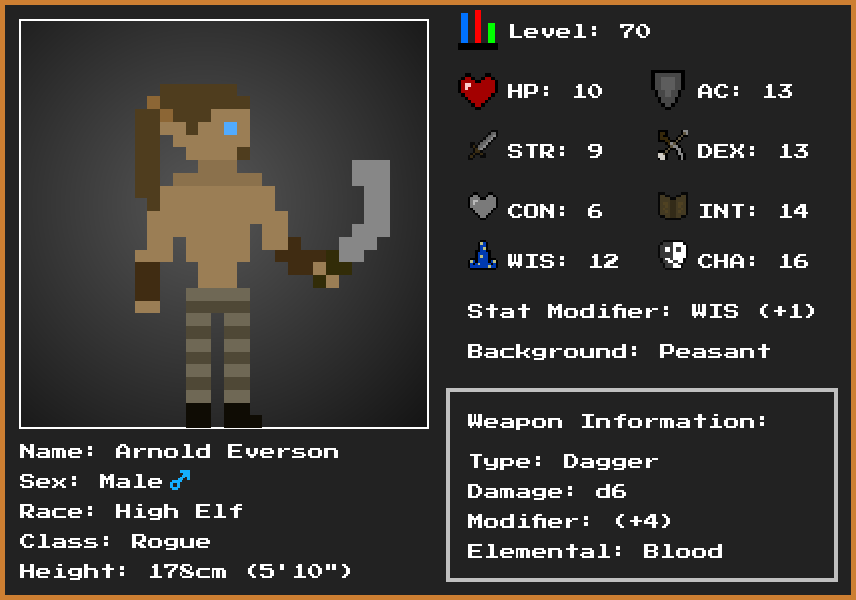 Level: 70
HP: 10
AC: 13
STR: 9
DEX: 13
CON: 6
INT: 14
WIS: 12
CHA: 16
Stat Modifier: WIS (+1)
Background: Peasant
Name: Arnold Everson
Sex: Male♂
Race: High Elf
Class: Rogue
Height: 178cm (5'10")
Weapon Information:
Type: Dagger
Damage: d6
Modifier: (+4)
Elemental: Blood